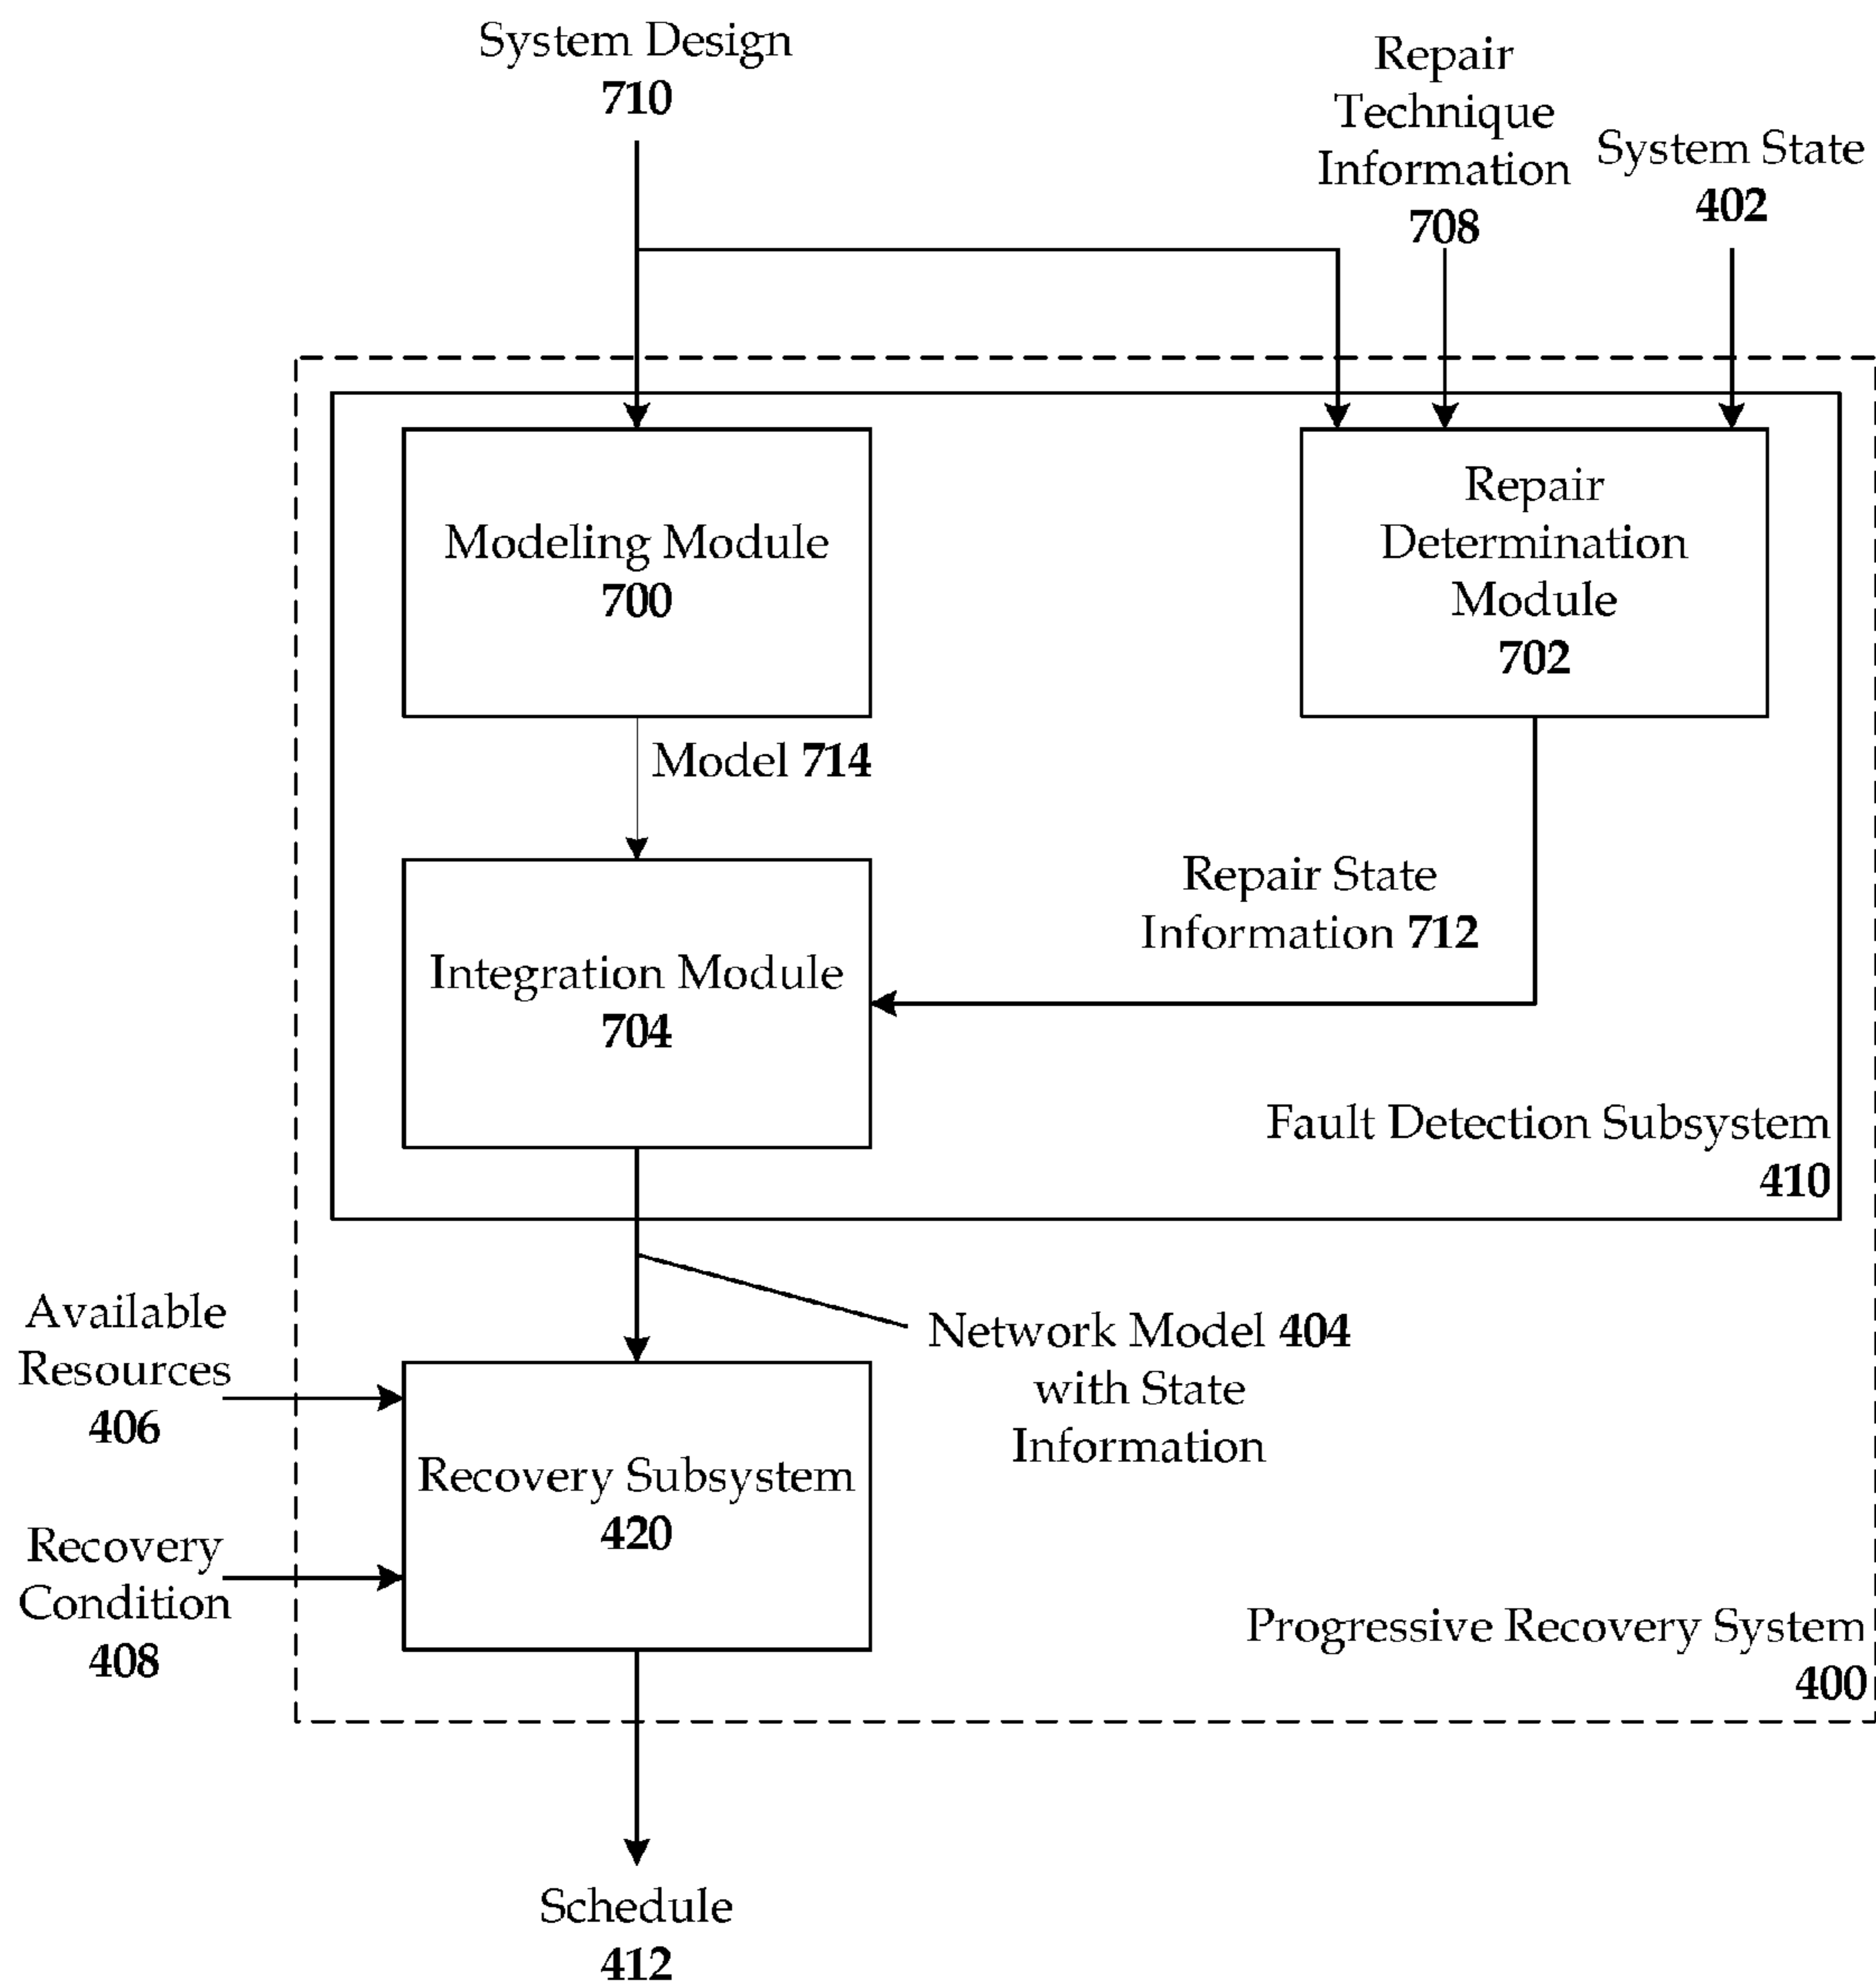 System Design
710
Repair
Technique
Information
708
System State
402
Modeling Module
700
Repair
Determination
Module
702
Model 714
Repair State
Information 712
Integration Module
704
Fault Detection Subsystem
410
Available
Resources
406
Network Model 404
with State
Information
Recovery Subsystem
420
Recovery
Condition
408
Progressive Recovery System
400
Schedule
412